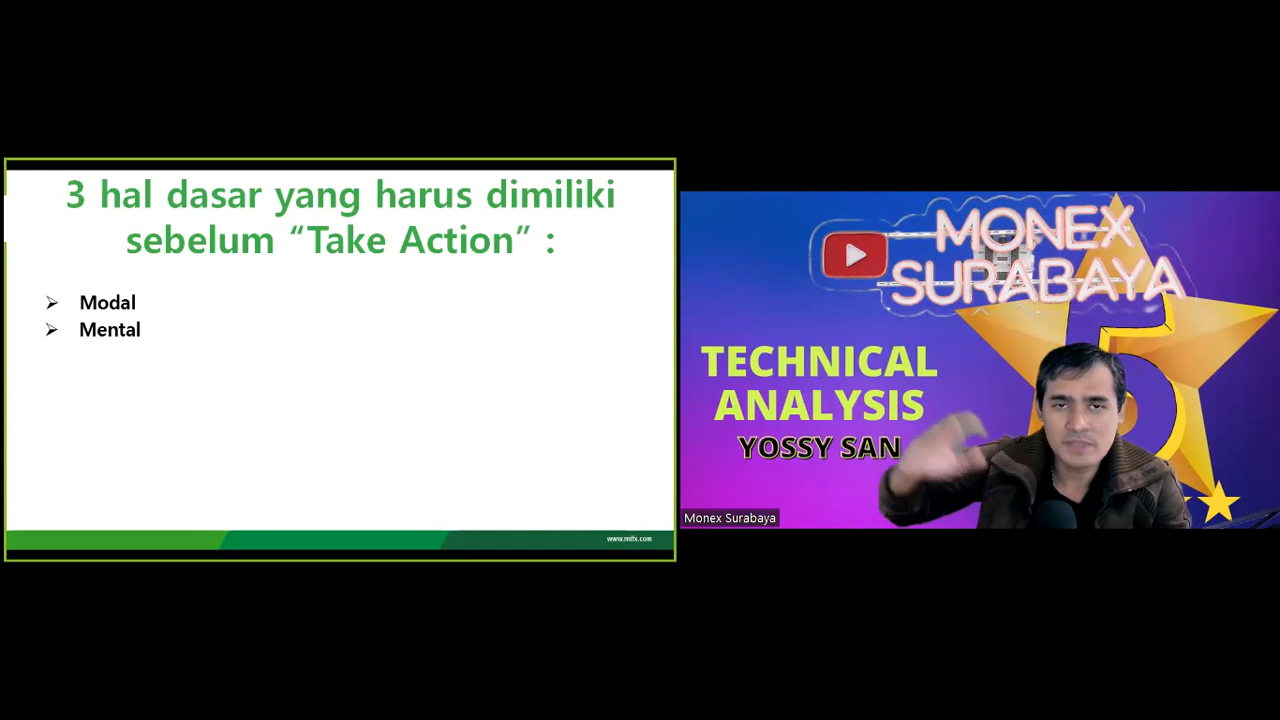 3 hal dasar yang harus dimiliki
sebelum “Take Action” :
➢ Modal
➢ Mental
www.mifx.com
MONEX
SURABAYA
5
TECHNICAL
ANALYSIS
YOSSY SAN
Monex Surabaya